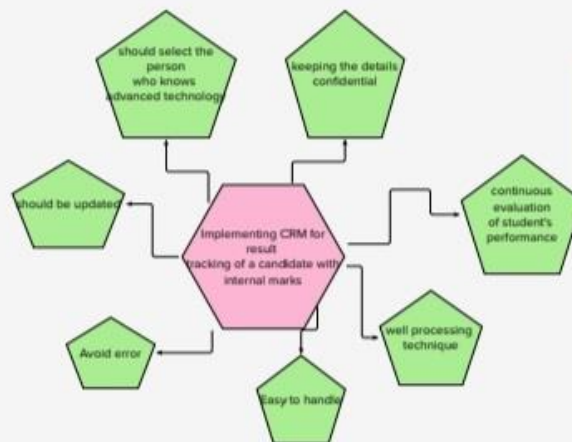 should select the
person
who knows
advanced technology
keeping the details
confidential
should be updated
continuous
evaluation
of student's
performance
Implementing CRM for
result
tracking of a candidate with
internal marks
well processing
technique
Avoid error
Easy to handle